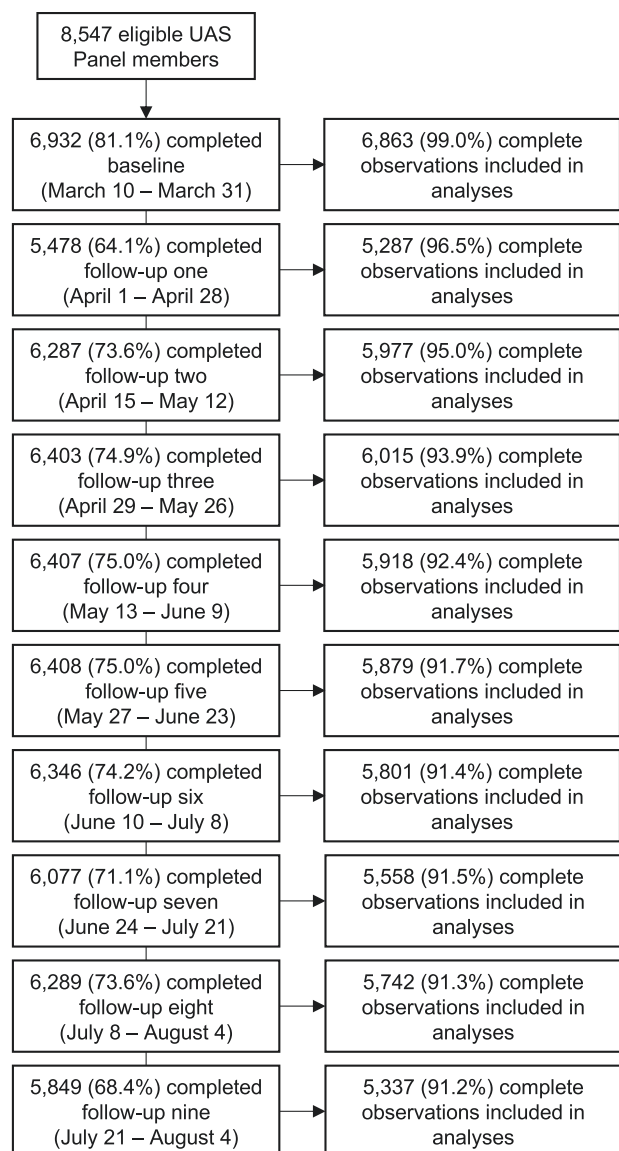 8,547 eligible UAS
Panel members
6,932 (81.1%) completed
baseline
(March 10 – March 31)
6,863 (99.0%) complete
observations included in
analyses
5,478 (64.1%) completed
follow-up one
(April 1 – April 28)
5,287 (96.5%) complete
observations included in
analyses
6,287 (73.6%) completed
follow-up two
(April 15 – May 12)
5,977 (95.0%) complete
observations included in
analyses
6,403 (74.9%) completed
follow-up three
(April 29 – May 26)
6,015 (93.9%) complete
observations included in
analyses
6,407 (75.0%) completed
follow-up four
(May 13 – June 9)
5,918 (92.4%) complete
observations included in
analyses
6,408 (75.0%) completed
follow-up five
(May 27 – June 23)
5,879 (91.7%) complete
observations included in
analyses
6,346 (74.2%) completed
follow-up six
(June 10 – July 8)
5,801 (91.4%) complete
observations included in
analyses
6,077 (71.1%) completed
follow-up seven
(June 24 – July 21)
5,558 (91.5%) complete
observations included in
analyses
6,289 (73.6%) completed
follow-up eight
(July 8 – August 4)
5,742 (91.3%) complete
observations included in
analyses
5,849 (68.4%) completed
follow-up nine
(July 21 – August 4)
5,337 (91.2%) complete
observations included in
analyses